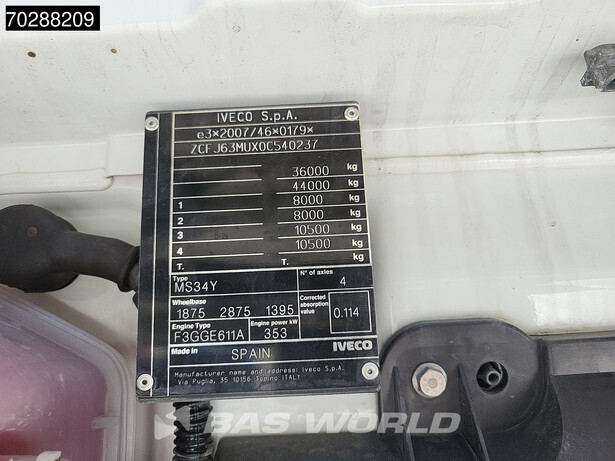 70288209
IVECO S.p.A.
e3*2007/46*0179*
ZCFJ63MUX0C540237
36000 kg
44000 kg
1 8000 kg
2 8000 kg
3 10500 kg
4 10500 kg
T. T. kg
Type Nº of axles
MS34Y 4
Wheelbase Corrected absorption value
1875 2875 1395 0.114
Engine Type Engine power kW
F3GGE611A 353
Made in SPAIN IVECO
Manufacturer name and address: Iveco S.p.A.
Via Puglia, 35 10156 Torino ITALY
BAS WORLD